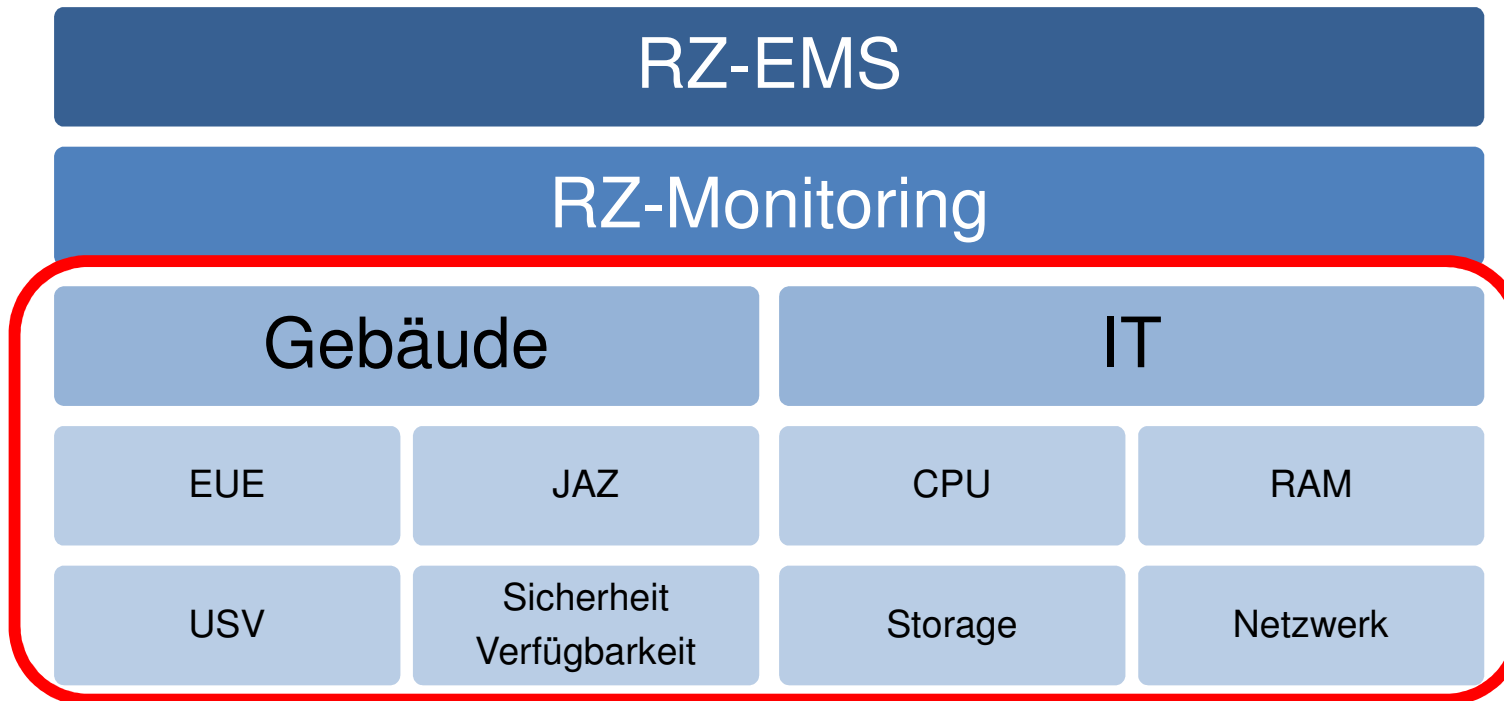 RZ-EMS
RZ-Monitoring
Gebäude
IT
EUE
JAZ
CPU
RAM
USV
Sicherheit
Verfügbarkeit
Storage
Netzwerk